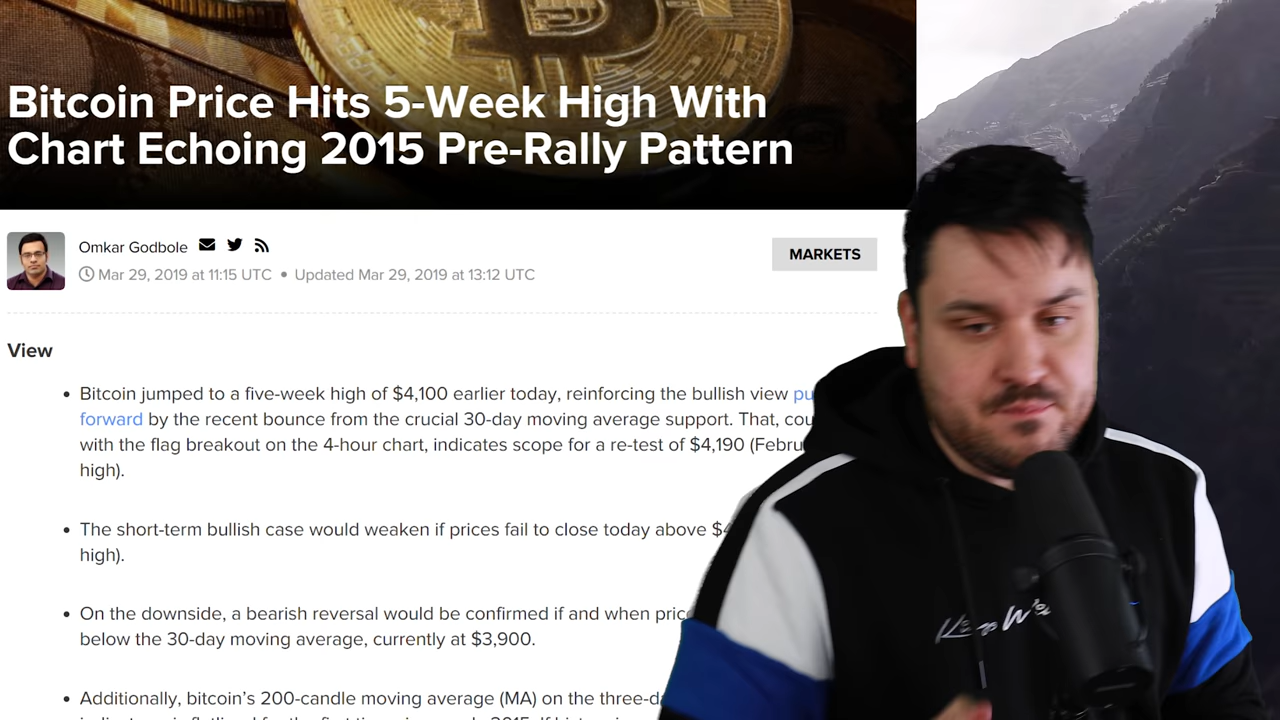 Bitcoin Price Hits 5-Week High With
Chart Echoing 2015 Pre-Rally Pattern
Omkar Godbole
Mar 29, 2019 at 11:15 UTC • Updated Mar 29, 2019 at 13:12 UTC
MARKETS
View
• Bitcoin jumped to a five-week high of $4,100 earlier today, reinforcing the bullish view
forward by the recent bounce from the crucial 30-day moving average support. That,
with the flag breakout on the 4-hour chart, indicates scope for a re-test of $4,190
high).
• The short-term bullish case would weaken if prices fail to close today above
high).
• On the downside, a bearish reversal would be confirmed if and when
below the 30-day moving average, currently at $3,900.
• Additionally, bitcoin's 200-candle moving average (MA) on the